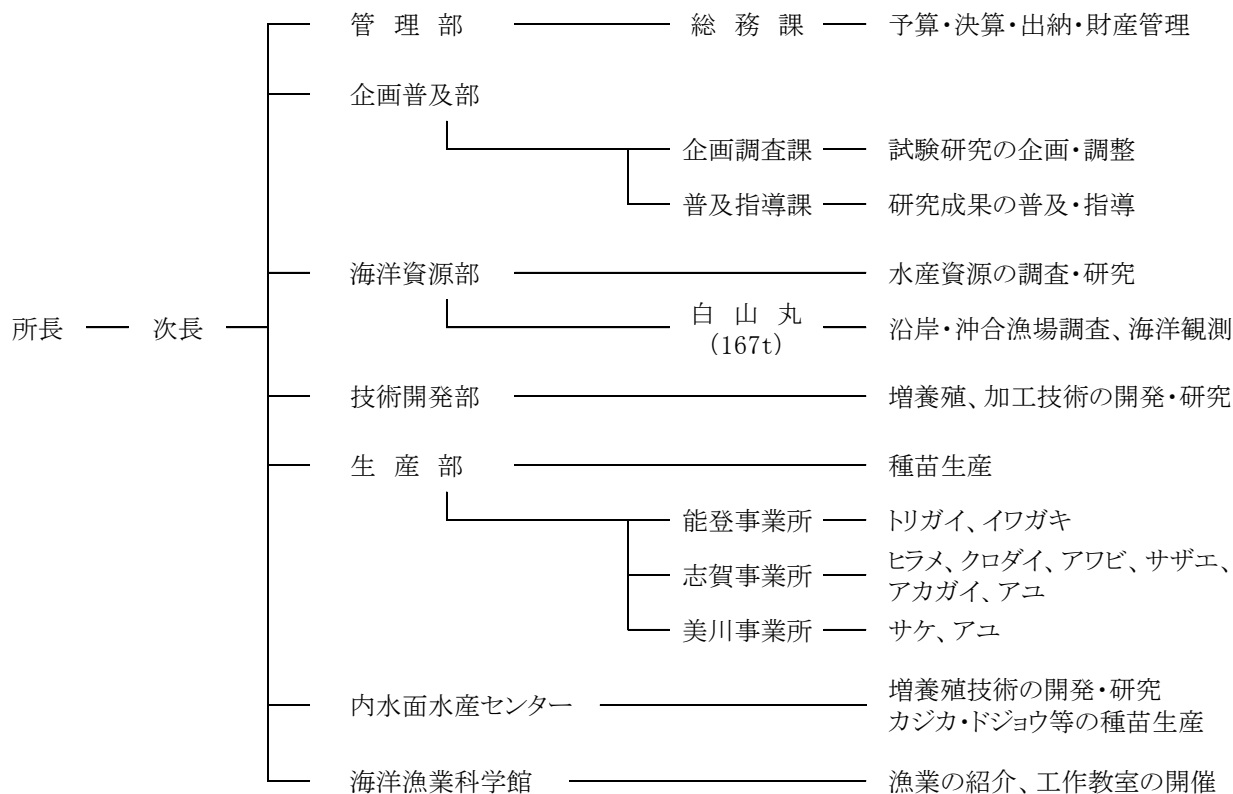 管理部 総務課 予算・決算・出納・財産管理
企画普及部
企画調査課 試験研究の企画・調整
普及指導課 研究成果の普及・指導
海洋資源部 水産資源の調査・研究
所長 次長
白山丸 沿岸・沖合漁場調査、海洋観測
(167t)
技術開発部 増養殖、加工技術の開発・研究
生産部 種苗生産
能登事業所 トリガイ、イワガキ
志賀事業所 ヒラメ、クロダイ、アワビ、サザエ、
アカガイ、アユ
美川事業所 サケ、アユ
内水面水産センター 増養殖技術の開発・研究
カジカ・ドジョウ等の種苗生産
海洋漁業科学館 漁業の紹介、工作教室の開催